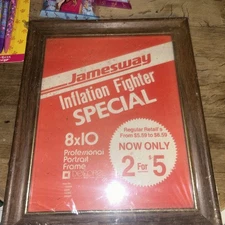 Jamesway
Inflation Fighter
SPECIAL
8x10
Professional
Portrait
Frame
Regular Retail's
From $5.59 to $6.59
NOW ONLY
2 For $5